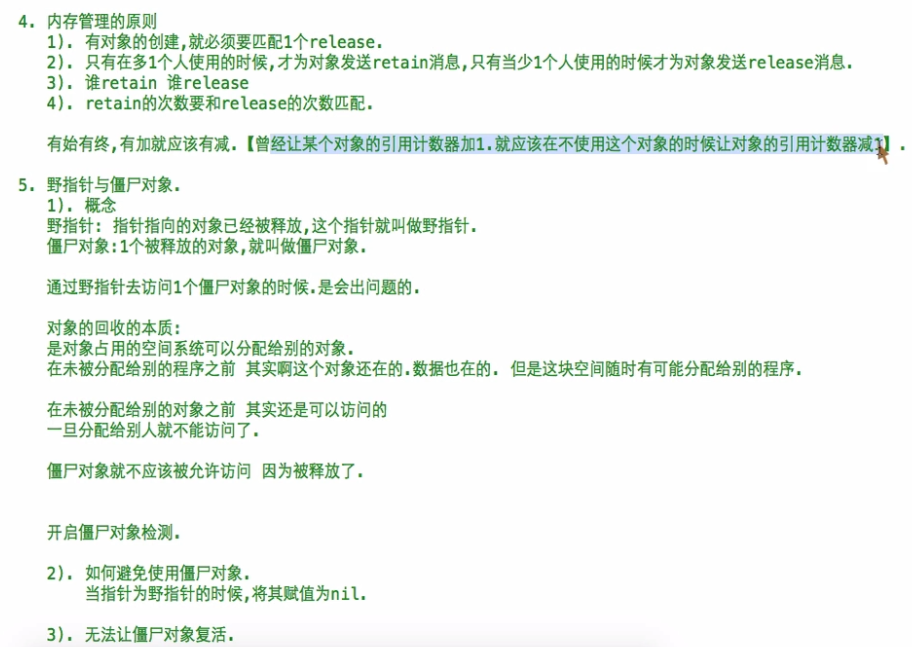 4. 内存管理的原则
1). 有对象的创建,就必须要匹配1个release.
2). 只有在多1个人使用的时候,才为对象发送retain消息,只有当少1个人使用的时候才为对象发送release消息.
3). 谁retain 谁release
4). retain的次数要和release的次数匹配.
有始有终,有加就应该有减.【曾经让某个对象的引用计数器加1.就应该在不使用这个对象的时候让对象的引用计数器减1】.
5. 野指针与僵尸对象.
1). 概念
野指针: 指针指向的对象已经被释放,这个指针就叫做野指针.
僵尸对象:1个被释放的对象,就叫做僵尸对象.
通过野指针去访问1个僵尸对象的时候.是会出问题的.
对象的回收的本质:
是对象占用的空间系统可以分配给别的对象.
在未被分配给别的程序之前 其实啊这个对象还在的.数据也在的. 但是这块空间随时有可能分配给别的程序.
在未被分配给别的对象之前 其实还是可以访问的
一旦分配给别人就不能访问了.
僵尸对象就不应该被允许访问 因为被释放了.
开启僵尸对象检测.
2). 如何避免使用僵尸对象.
当指针为野指针的时候,将其赋值为nil.
3). 无法让僵尸对象复活.